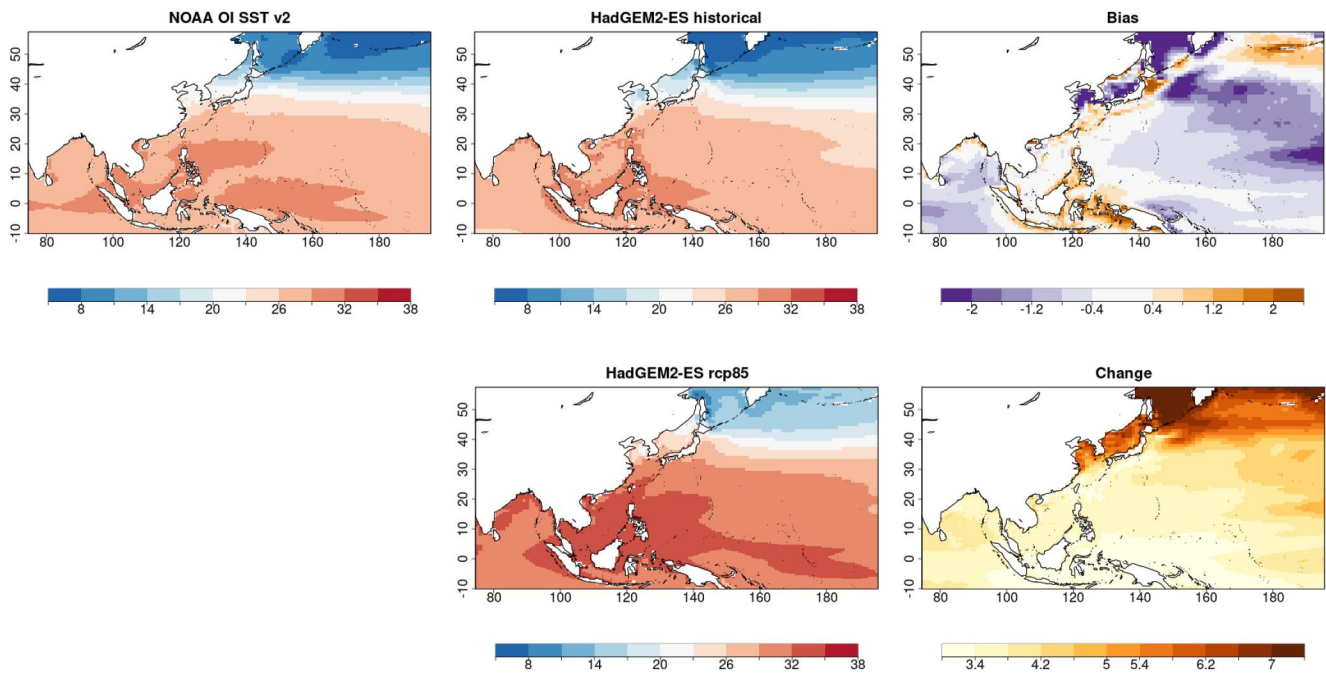 NOAA OI SST v2 HadGEM2-ES historical Bias
50 50 50
40 40 40
30 30 30
20 20 20
10 10 10
0 0 0
-10 -10 -10
80 100 120 140 160 180 80 100 120 140 160 180 80 100 120 140 160 180
8 14 20 26 32 38 8 14 20 26 32 38 -2 -1.2 -0.4 0.4 1.2 2
HadGEM2-ES rcp85 Change
50 50
40 40
30 30
20 20
10 10
0 0
-10 -10
80 100 120 140 160 180 80 100 120 140 160 180
8 14 20 26 32 38 3.4 4.2 5 5.4 6.2 7